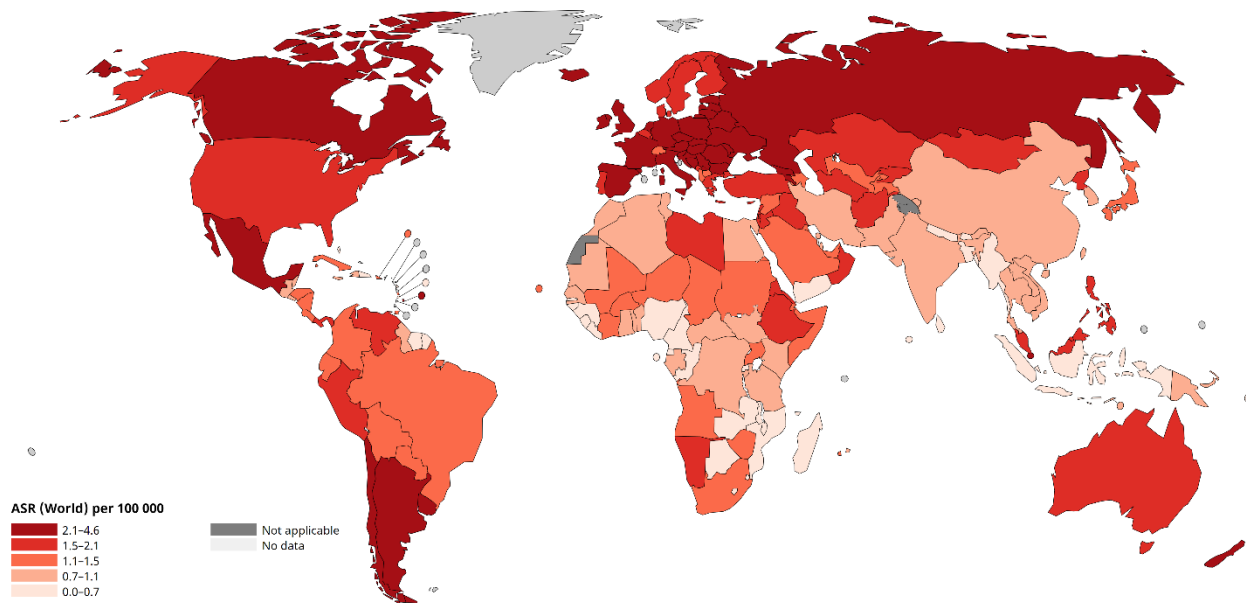 ASR (World) per 100 000
2.1–4.6
1.5–2.1
1.1–1.5
0.7–1.1
0.0–0.7
Not applicable
No data